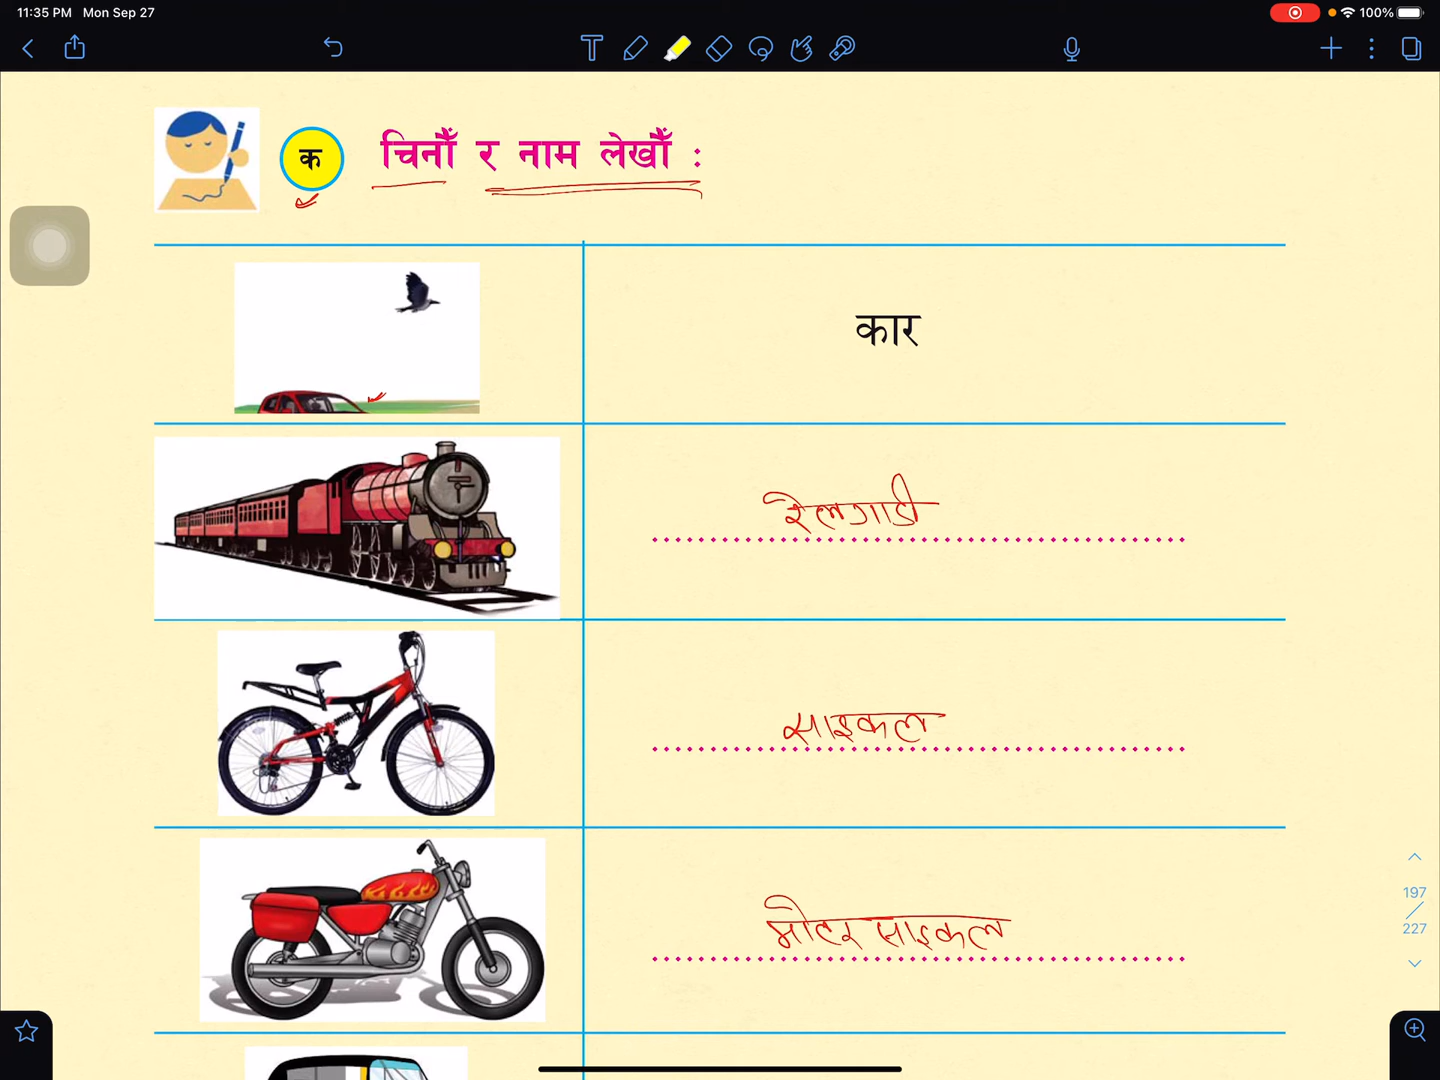 11:35 PM Mon Sep 27
100%
क
चिनौँ र नाम लेखौँ :
कार
रेलगाडी
साइकल
मोटर साइकल
197
227